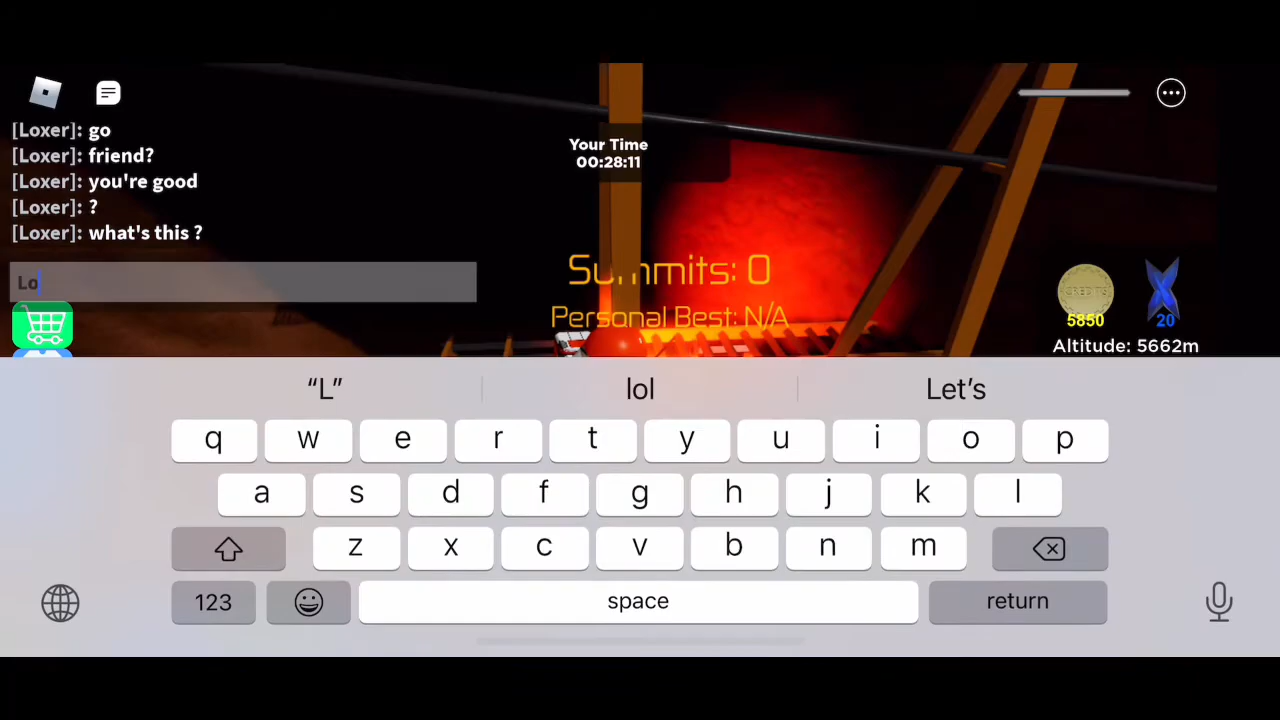 [Loxer]: go
[Loxer]: friend?
[Loxer]: you're good
[Loxer]: ?
[Loxer]: what's this ?
Lo
Your Time
00:28:11
Summits: 0
Personal Best: N/A
CREDITS
5850
20
Altitude: 5662m
“L”
lol
Let’s
q w e r t y u i o p
a s d f g h j k l
z x c v b n m
123
space
return